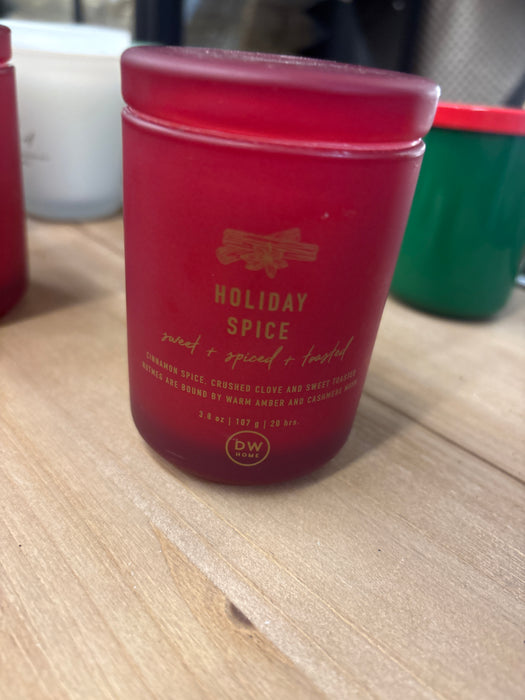 HOLIDAY
SPICE
sweet + spiced + toasted
CINNAMON SPICE, CRUSHED CLOVE AND SWEET TOASTED
NUTMEG ARE BOUND BY WARM AMBER AND CASHMERE
3.8 oz | 107 g | 20 hrs.
DW
HOME